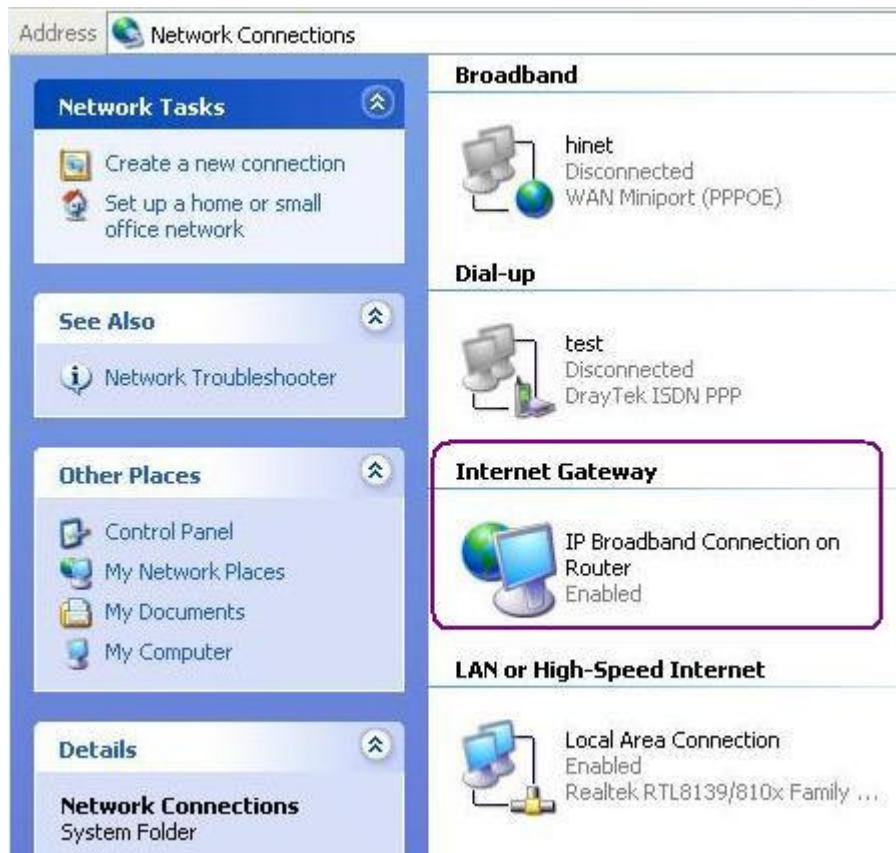 Address Network Connections
Network Tasks
Create a new connection
Set up a home or small
office network
See Also
Network Troubleshooter
Other Places
Control Panel
My Network Places
My Documents
My Computer
Details
Network Connections
System Folder
Broadband
hinet
Disconnected
WAN Miniport (PPPOE)
Dial-up
test
Disconnected
DrayTek ISDN PPP
Internet Gateway
IP Broadband Connection on
Router
Enabled
LAN or High-Speed Internet
Local Area Connection
Enabled
Realtek RTL8139/810x Family ...